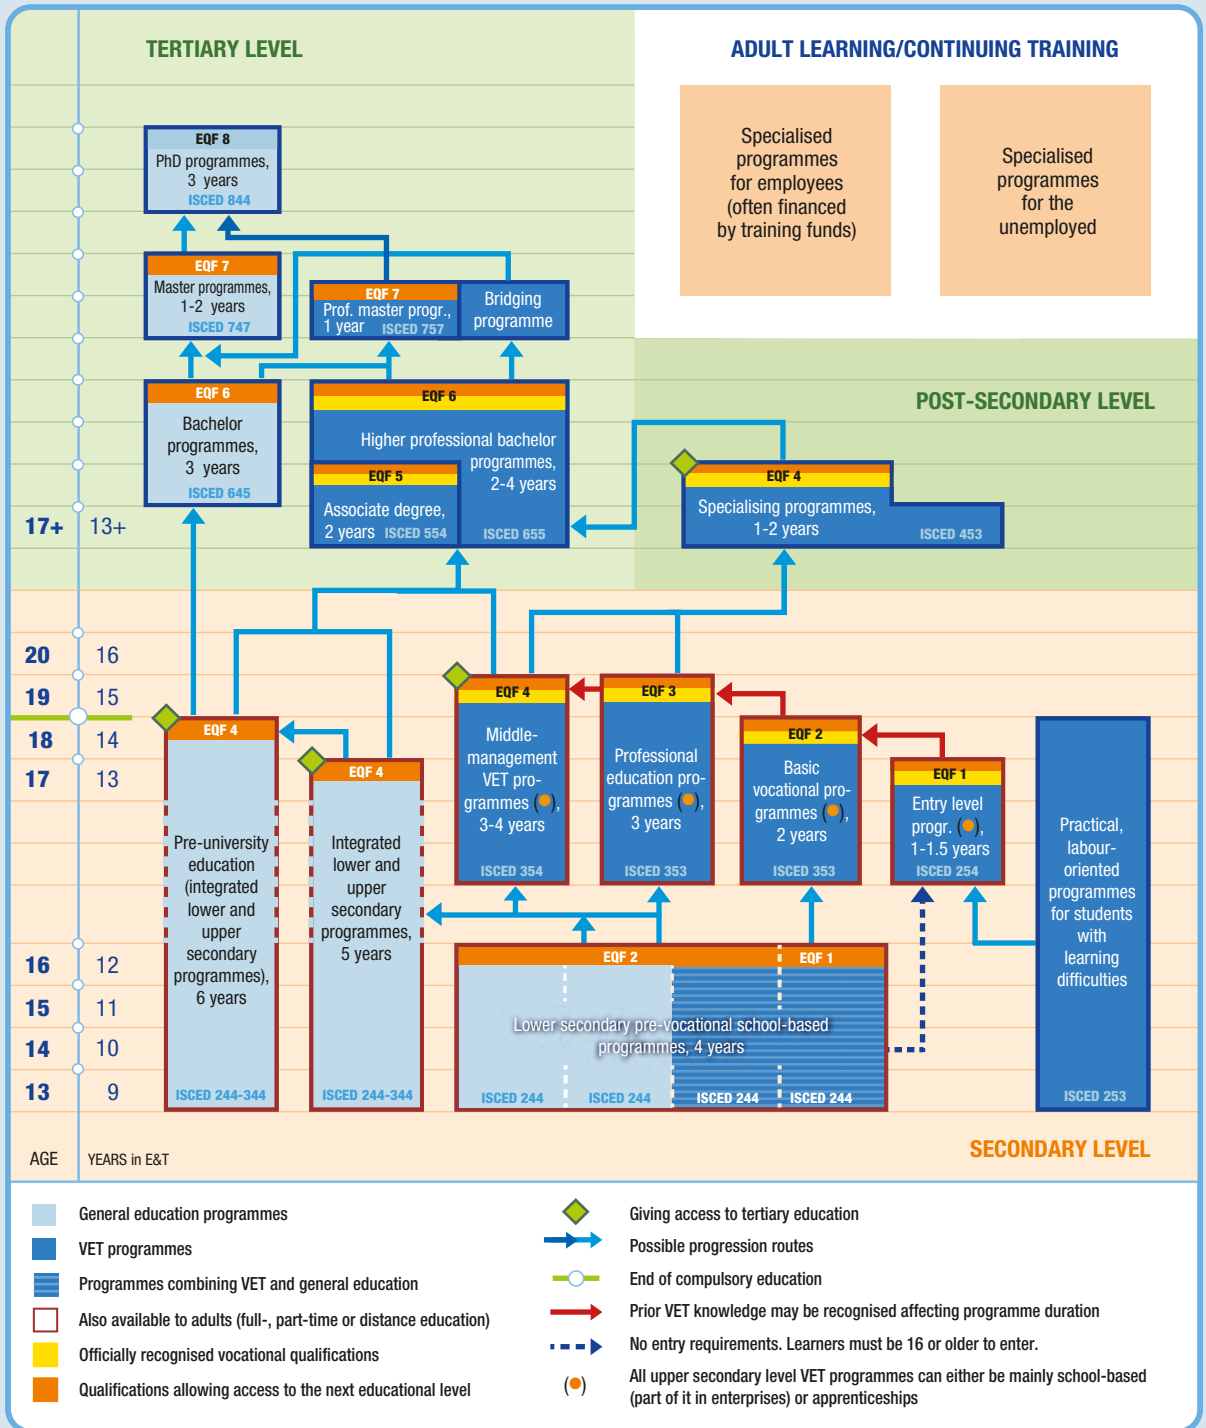 TERTIARY LEVEL
ADULT LEARNING/CONTINUING TRAINING
Specialised
programmes
for employees
(often financed
by training funds)
Specialised
programmes
for the
unemployed
EQF 8
PhD programmes,
3 years
ISCED 844
EQF 7
Master programmes,
1-2 years
ISCED 747
EQF 7
Prof. master progr.,
1 year ISCED 757
Bridging
programme
POST-SECONDARY LEVEL
EQF 6
Bachelor
programmes,
3 years
ISCED 645
EQF 6
Higher professional bachelor
programmes,
2-4 years
ISCED 655
EQF 5
Associate degree,
2 years ISCED 554
EQF 4
Specialising programmes,
1-2 years
ISCED 453
17+ 13+
20 16
19 15
18 14
17 13
16 12
15 11
14 10
13 9
AGE YEARS in E&T
EQF 4
Pre-university
education
(integrated
lower and
upper
secondary
programmes),
6 years
ISCED 244-344
EQF 4
Integrated
lower and
upper
secondary
programmes,
5 years
ISCED 244-344
EQF 4
Middle-
management
VET pro-
grammes ( ),
3-4 years
ISCED 354
EQF 3
Professional
education pro-
grammes ( ),
3 years
ISCED 353
EQF 2
Basic
vocational pro-
grammes ( ),
2 years
ISCED 353
EQF 1
Entry level
progr. ( ),
1-1.5 years
ISCED 254
Practical,
labour-
oriented
programmes
for students
with
learning
difficulties
ISCED 253
EQF 2 EQF 1
Lower secondary pre-vocational school-based
programmes, 4 years
ISCED 244 ISCED 244 ISCED 244 ISCED 244
SECONDARY LEVEL
General education programmes
VET programmes
Programmes combining VET and general education
Also available to adults (full-, part-time or distance education)
Officially recognised vocational qualifications
Qualifications allowing access to the next educational level
Giving access to tertiary education
Possible progression routes
End of compulsory education
Prior VET knowledge may be recognised affecting programme duration
No entry requirements. Learners must be 16 or older to enter.
( ) All upper secondary level VET programmes can either be mainly school-based
(part of it in enterprises) or apprenticeships